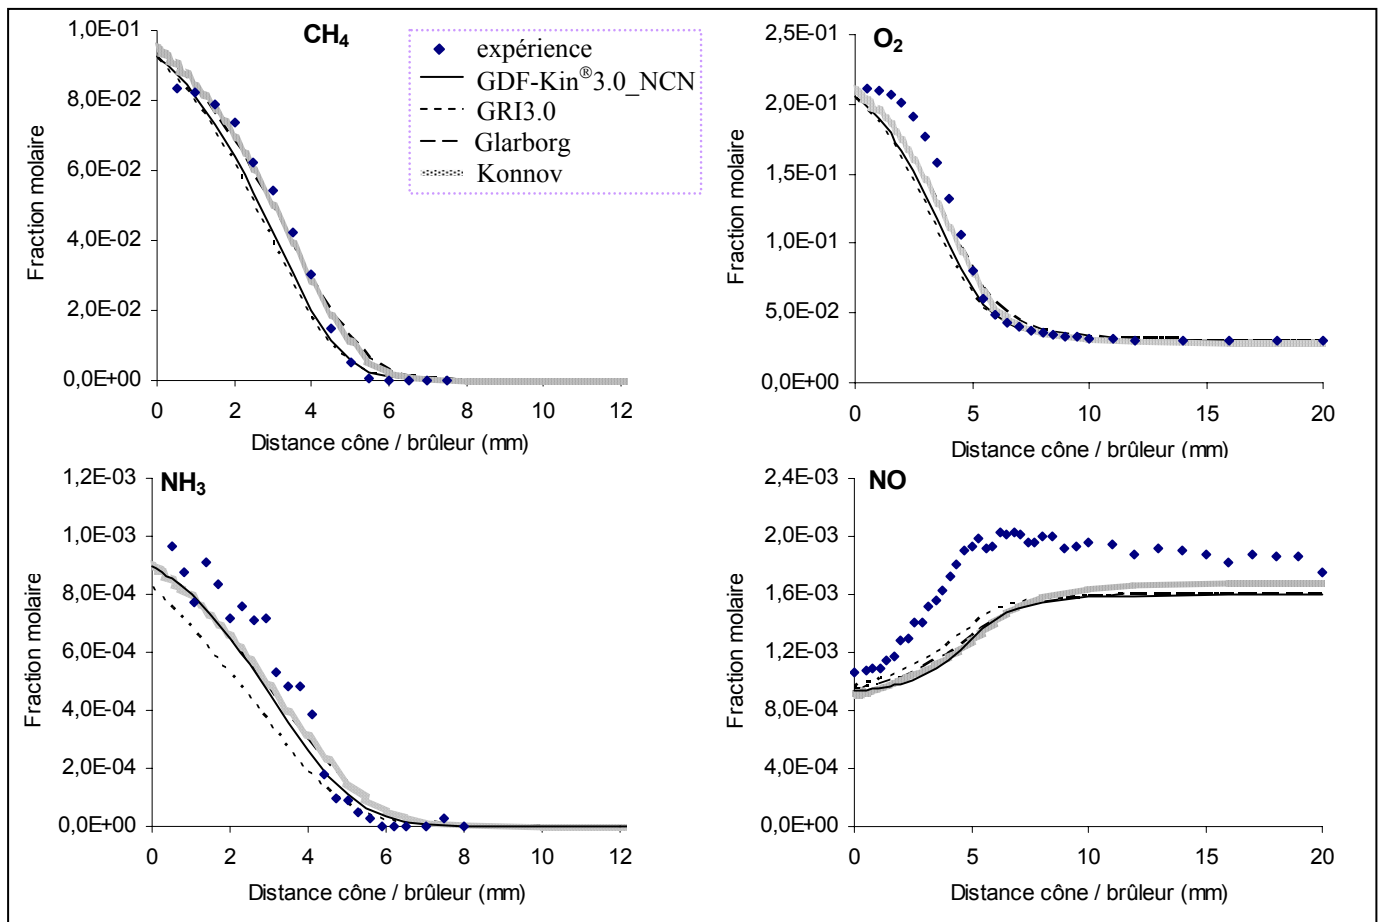 CH4
expérience
GDF-Kin®3.0_NCN
GRI3.0
Glarborg
Konnov
1,0E-01
8,0E-02
6,0E-02
4,0E-02
2,0E-02
0,0E+00
Fraction molaire
0 2 4 6 8 10 12
Distance cône / brûleur (mm)
O2
2,5E-01
2,0E-01
1,5E-01
1,0E-01
5,0E-02
0,0E+00
Fraction molaire
0 5 10 15 20
Distance cône / brûleur (mm)
NH3
1,2E-03
1,0E-03
8,0E-04
6,0E-04
4,0E-04
2,0E-04
0,0E+00
Fraction molaire
0 2 4 6 8 10 12
Distance cône / brûleur (mm)
NO
2,4E-03
2,0E-03
1,6E-03
1,2E-03
8,0E-04
4,0E-04
0,0E+00
Fraction molaire
0 5 10 15 20
Distance cône / brûleur (mm)